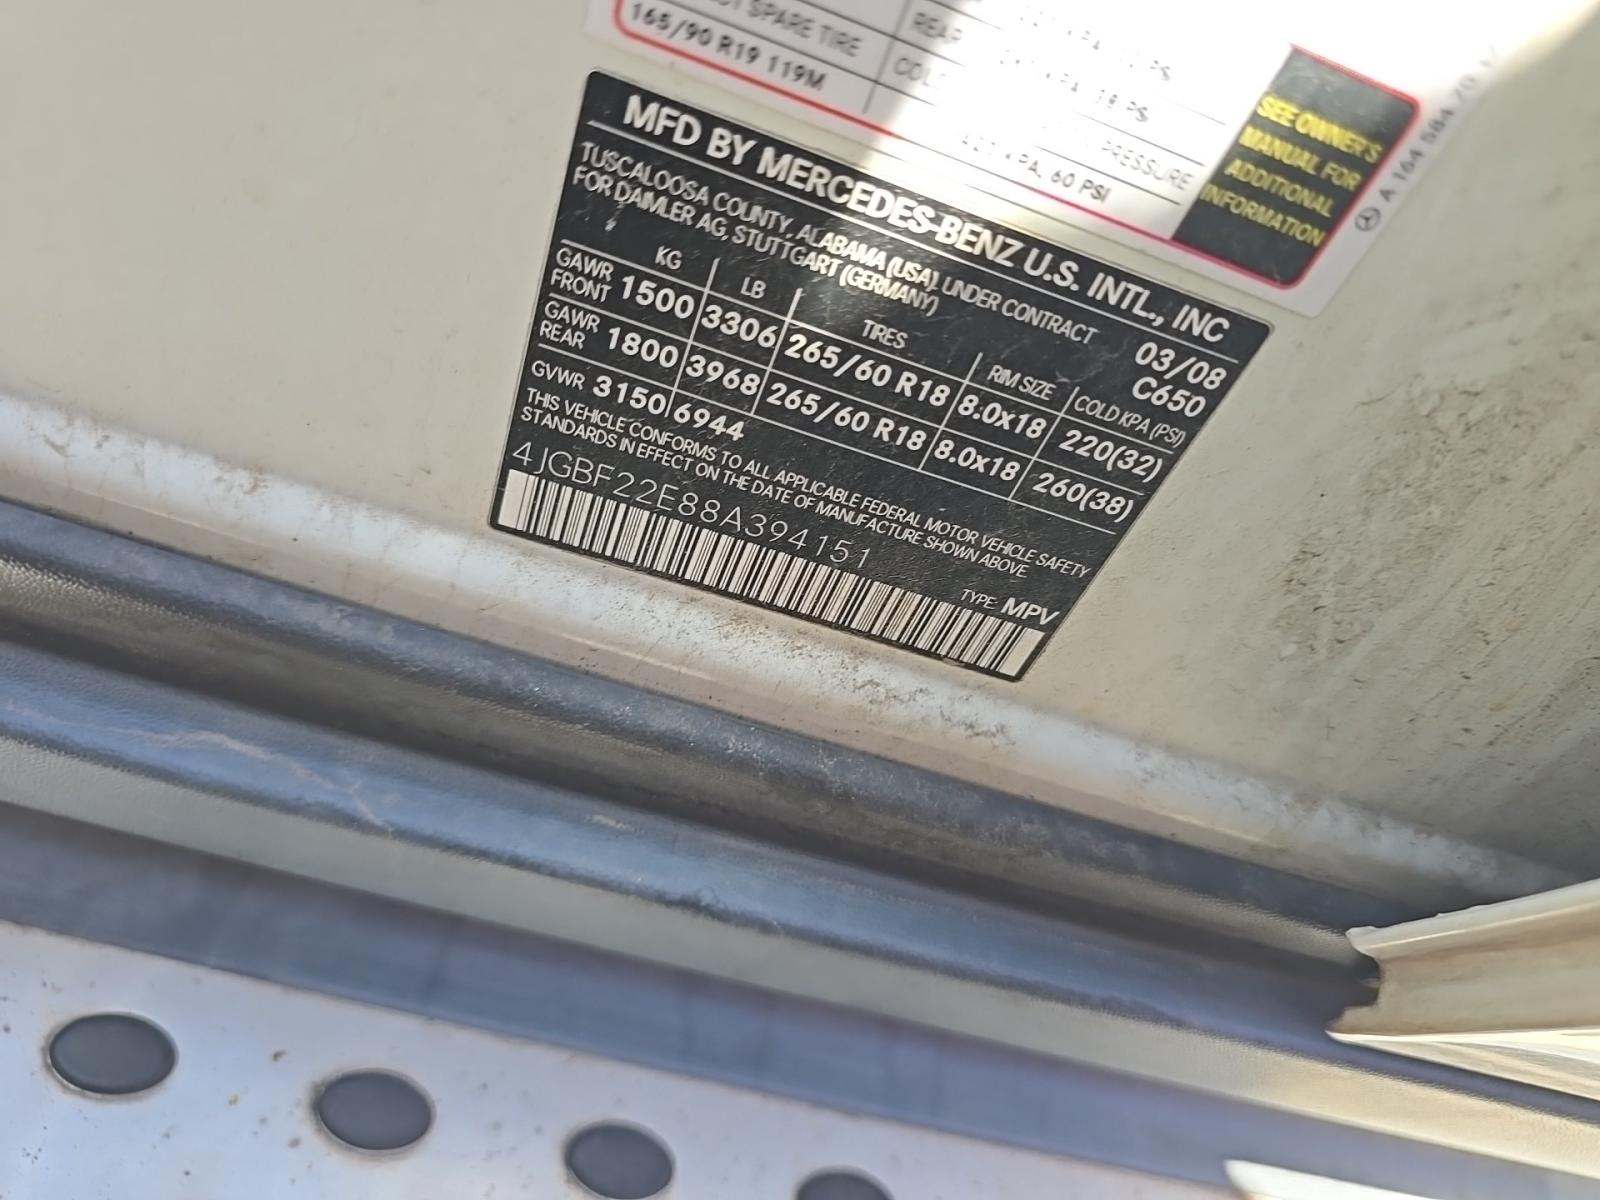 SPARE TIRE
165/90 R19 119M
REAR
60 PSI
PRESSURE
SEE OWNER'S
MANUAL FOR
ADDITIONAL
INFORMATION
A 164 584
MFD BY MERCEDES-BENZ U.S. INTL., INC
TUSCALOOSA COUNTY, ALABAMA (USA) UNDER CONTRACT
FOR DAIMLER AG, STUTTGART (GERMANY)
03/08
C650
KG LB TIRES RIM SIZE COLD KPA (PSI)
GAWR FRONT 1500 3306 265/60 R18 8.0x18 220(32)
GAWR REAR 1800 3968 265/60 R18 8.0x18 260(38)
GVWR 3150 6944
THIS VEHICLE CONFORMS TO ALL APPLICABLE FEDERAL MOTOR VEHICLE SAFETY
STANDARDS IN EFFECT ON THE DATE OF MANUFACTURE SHOWN ABOVE.
4JGBF22E88A394151
TYPE: MPV